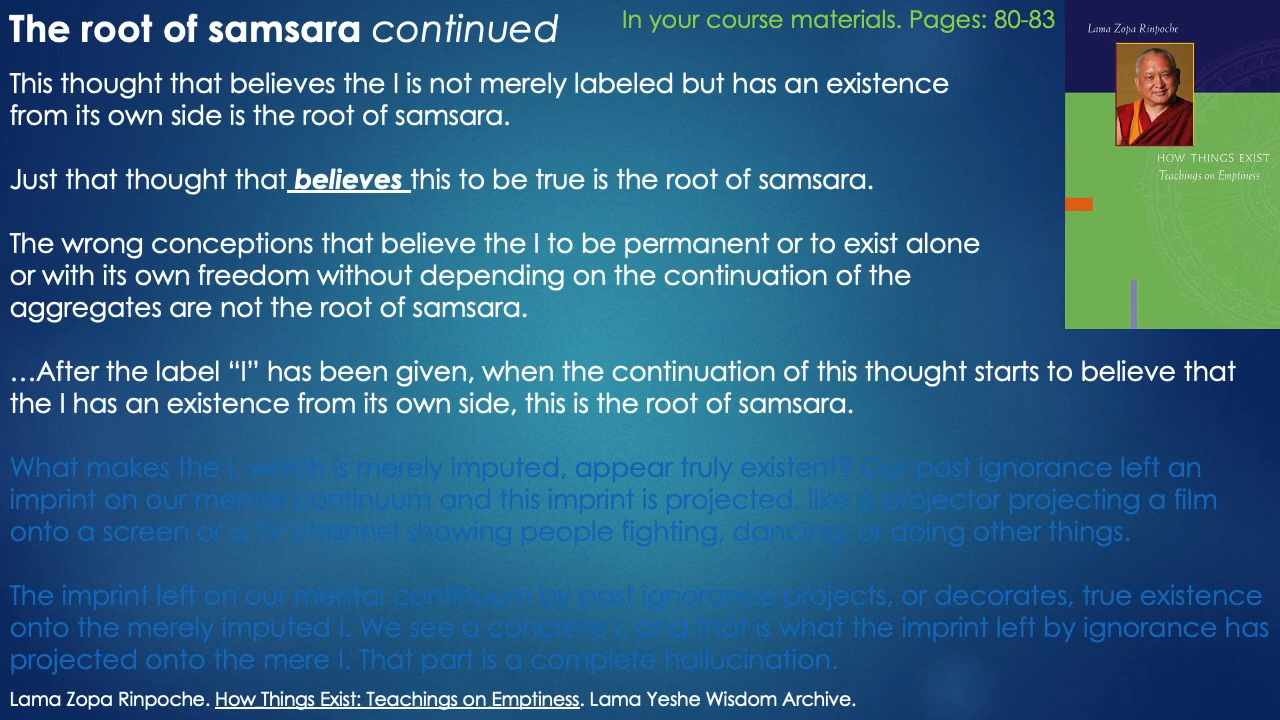 The root of samsara continued
In your course materials. Pages: 80-83
Lama Zopa Rinpoche
HOW THINGS EXIST
Teachings on Emptiness
This thought that believes the I is not merely labeled but has an existence
from its own side is the root of samsara.
Just that thought that believes this to be true is the root of samsara.
The wrong conceptions that believe the I to be permanent or to exist alone
or with its own freedom without depending on the continuation of the
aggregates are not the root of samsara.
…After the label “I” has been given, when the continuation of this thought starts to believe that
the I has an existence from its own side, this is the root of samsara.
What makes the I, which is merely imputed, appear truly existent? Our past ignorance left an
imprint on our mental continuum and this imprint is projected, like a projector projecting a film
onto a screen or a TV channel showing people fighting, dancing, or doing other things.
The imprint left on our mental continuum by past ignorance projects, or decorates, true existence
onto the merely imputed I. We see a concrete I, and that is what the imprint left by ignorance has
projected onto the mere I. That part is a complete hallucination.
Lama Zopa Rinpoche. How Things Exist: Teachings on Emptiness. Lama Yeshe Wisdom Archive.